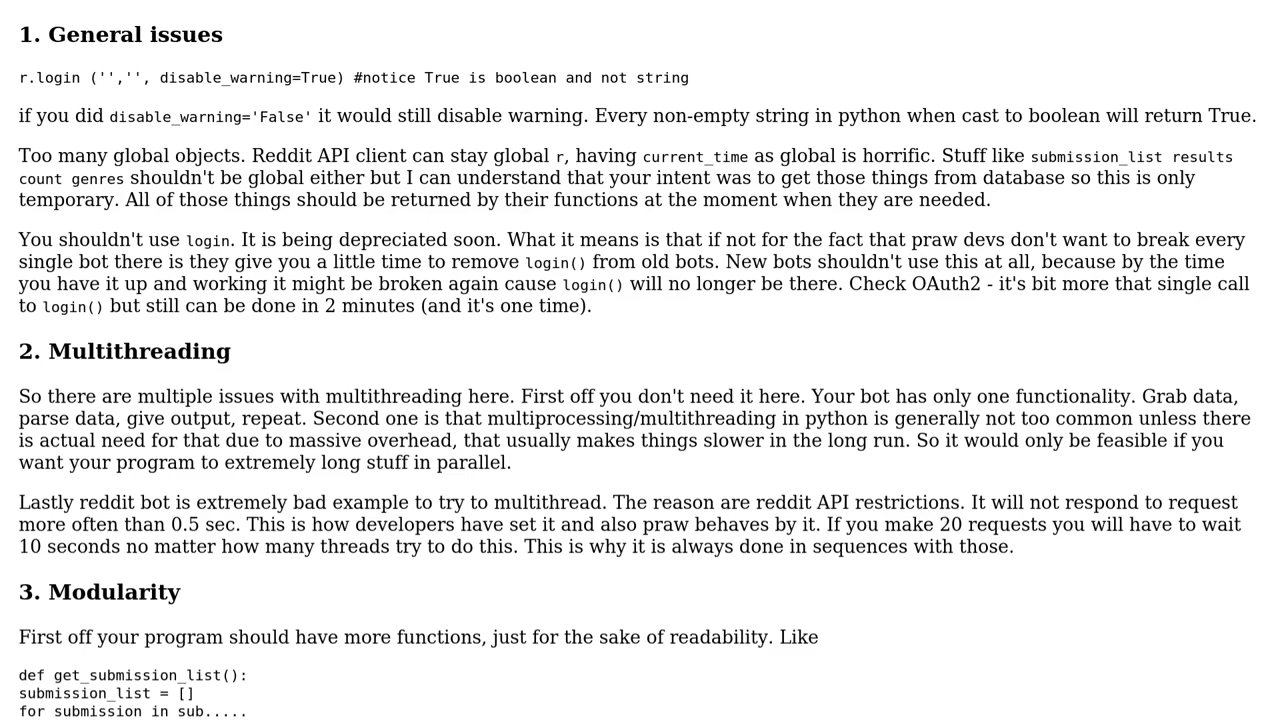 1. General issues
r.login ('','', disable_warning=True) #notice True is boolean and not string
if you did disable_warning='False' it would still disable warning. Every non-empty string in python when cast to boolean will return True.
Too many global objects. Reddit API client can stay global r, having current_time as global is horrific. Stuff like submission_list results
count genres shouldn't be global either but I can understand that your intent was to get those things from database so this is only
temporary. All of those things should be returned by their functions at the moment when they are needed.
You shouldn't use login. It is being depreciated soon. What it means is that if not for the fact that praw devs don't want to break every
single bot there is they give you a little time to remove login() from old bots. New bots shouldn't use this at all, because by the time
you have it up and working it might be broken again cause login() will no longer be there. Check OAuth2 - it's bit more that single call
to login() but still can be done in 2 minutes (and it's one time).
2. Multithreading
So there are multiple issues with multithreading here. First off you don't need it here. Your bot has only one functionality. Grab data,
parse data, give output, repeat. Second one is that multiprocessing/multithreading in python is generally not too common unless there
is actual need for that due to massive overhead, that usually makes things slower in the long run. So it would only be feasible if you
want your program to extremely long stuff in parallel.
Lastly reddit bot is extremely bad example to try to multithread. The reason are reddit API restrictions. It will not respond to request
more often than 0.5 sec. This is how developers have set it and also praw behaves by it. If you make 20 requests you will have to wait
10 seconds no matter how many threads try to do this. This is why it is always done in sequences with those.
3. Modularity
First off your program should have more functions, just for the sake of readability. Like
def get_submission_list():
submission_list = []
for submission in sub.....